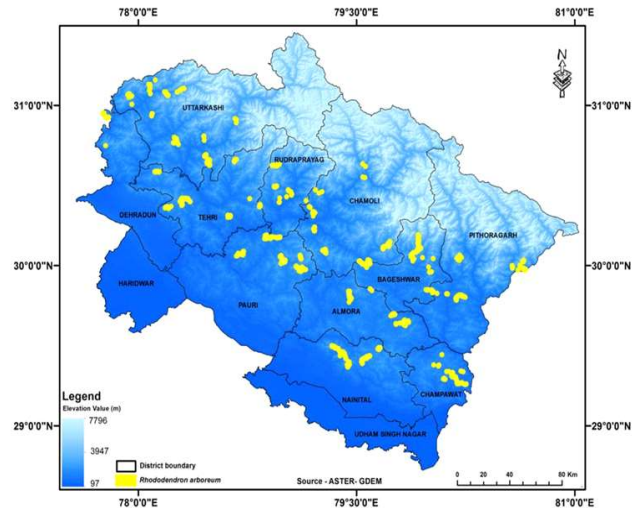 78°0'0"E 79°30'0"E 81°0'0"E
N
31°0'0"N 31°0'0"N
UTTARKASHI
RUDRAPRAYAG
CHAMOLI
DEHRADUN
TEHRI
PITHORAGARH
30°0'0"N 30°0'0"N
HARIDWAR
BAGESHWAR
PAURI
ALMORA
NAINITAL
CHAMPAWAT
UDHAM SINGH NAGAR
29°0'0"N 29°0'0"N
Legend
Elevation Value (m)
7796
3947
97
District boundary
Rhododendron arboreum
Source - ASTER- GDEM
0 20 40 80 Km
78°0'0"E 79°30'0"E 81°0'0"E